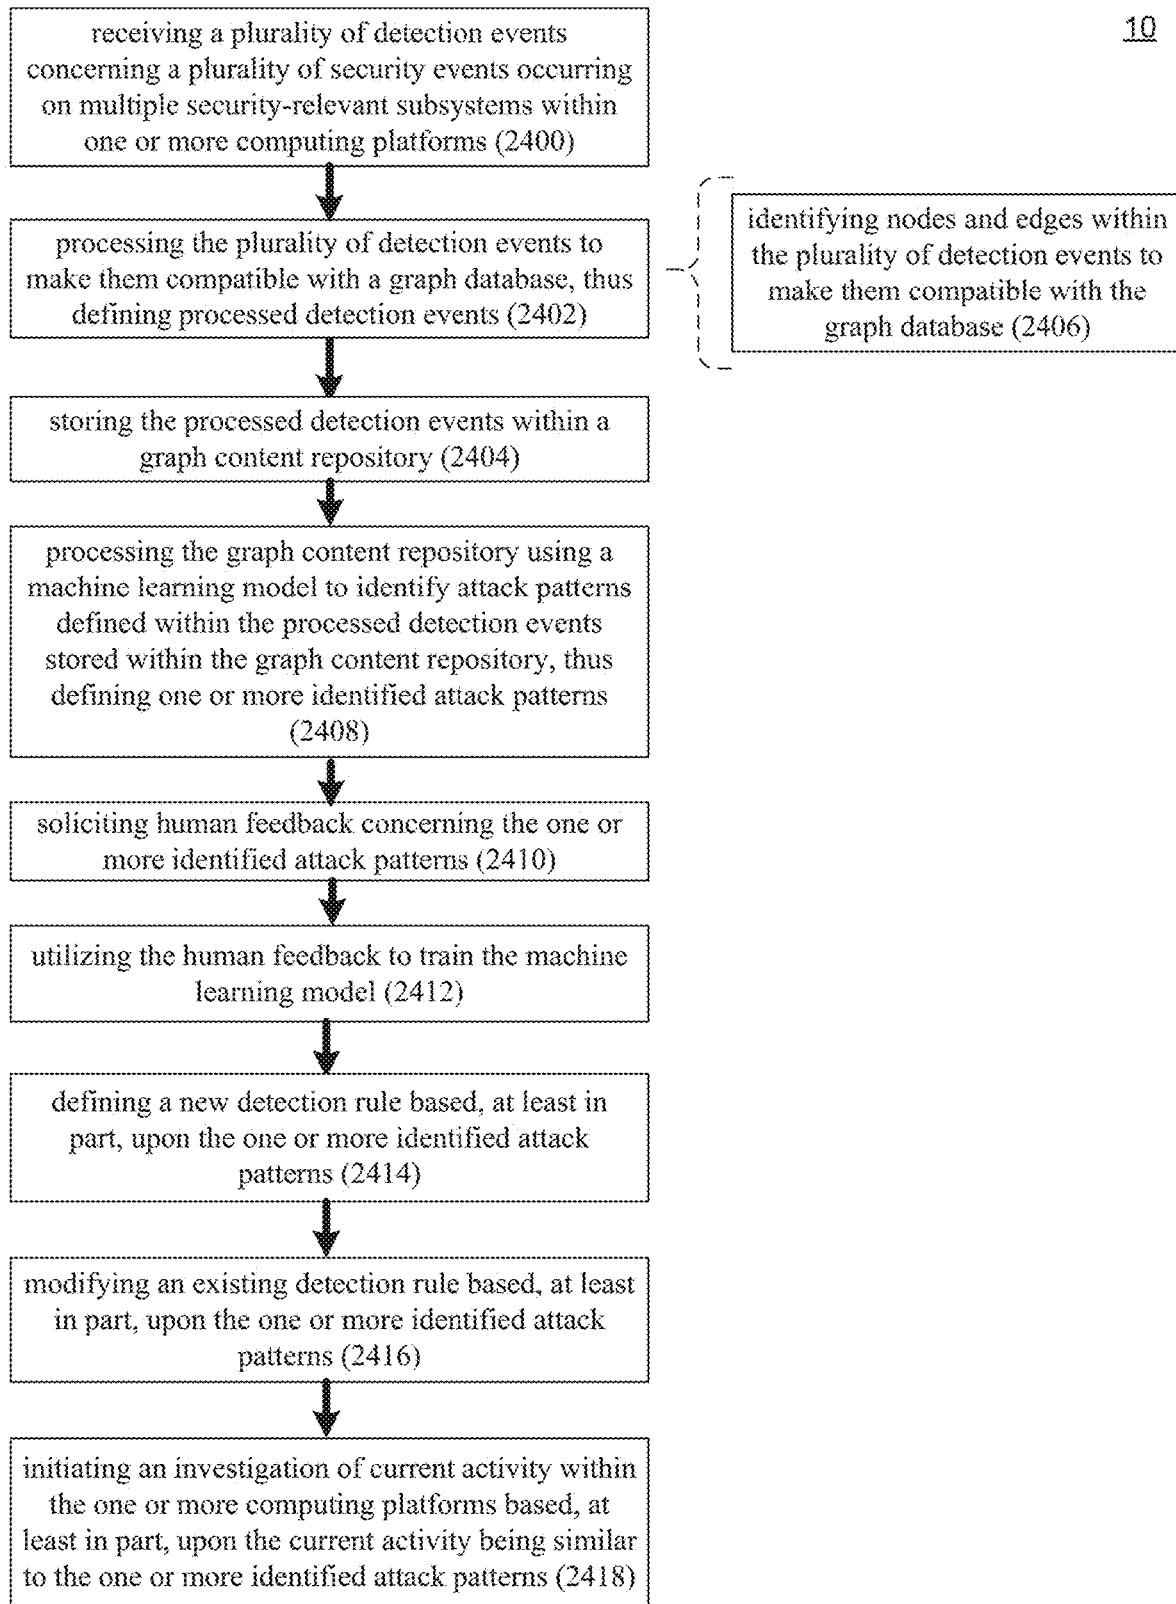 10
receiving a plurality of detection events
concerning a plurality of security events occurring
on multiple security-relevant subsystems within
one or more computing platforms (2400)
processing the plurality of detection events to
make them compatible with a graph database, thus
defining processed detection events (2402)
identifying nodes and edges within
the plurality of detection events to
make them compatible with the
graph database (2406)
storing the processed detection events within a
graph content repository (2404)
processing the graph content repository using a
machine learning model to identify attack patterns
defined within the processed detection events
stored within the graph content repository, thus
defining one or more identified attack patterns
(2408)
soliciting human feedback concerning the one or
more identified attack patterns (2410)
utilizing the human feedback to train the machine
learning model (2412)
defining a new detection rule based, at least in
part, upon the one or more identified attack
patterns (2414)
modifying an existing detection rule based, at least
in part, upon the one or more identified attack
patterns (2416)
initiating an investigation of current activity within
the one or more computing platforms based, at
least in part, upon the current activity being similar
to the one or more identified attack patterns (2418)